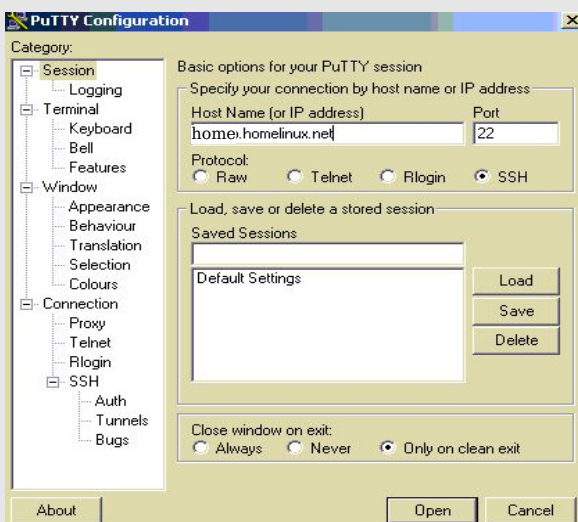 PuTTY Configuration
Category:
Session
Logging
Terminal
Keyboard
Bell
Features
Window
Appearance
Behaviour
Translation
Selection
Colours
Connection
Proxy
Telnet
Rlogin
SSH
Auth
Tunnels
Bugs
Basic options for your PuTTY session
Specify your connection by host name or IP address
Host Name (or IP address) Port
home.homelinux.net 22
Protocol:
Raw Telnet Rlogin SSH
Load, save or delete a stored session
Saved Sessions
Default Settings
Load
Save
Delete
Close window on exit:
Always Never Only on clean exit
About Open Cancel